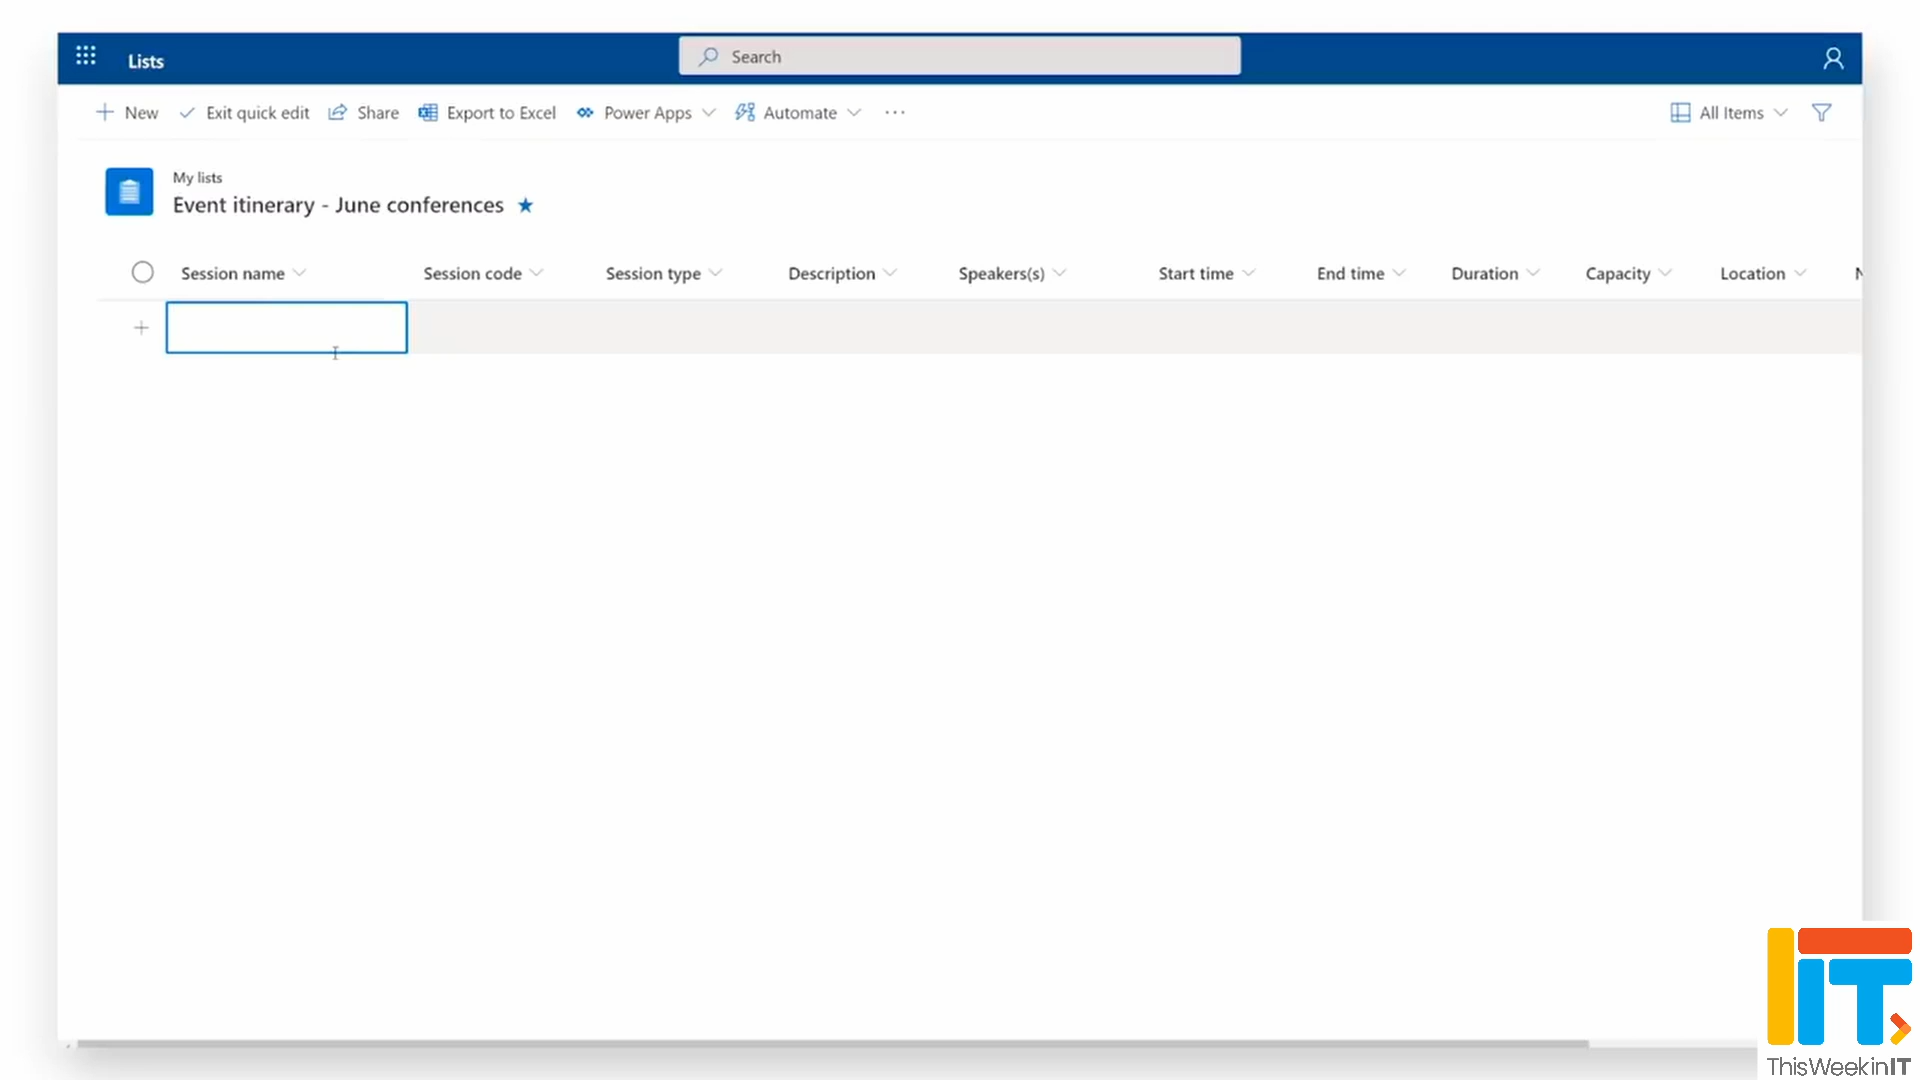 Lists
Search
New Exit quick edit Share Export to Excel Power Apps Automate ... All Items
My lists
Event itinerary - June conferences
Session name Session code Session type Description Speakers(s) Start time End time Duration Capacity Location
IIT
ThisWeekinIT